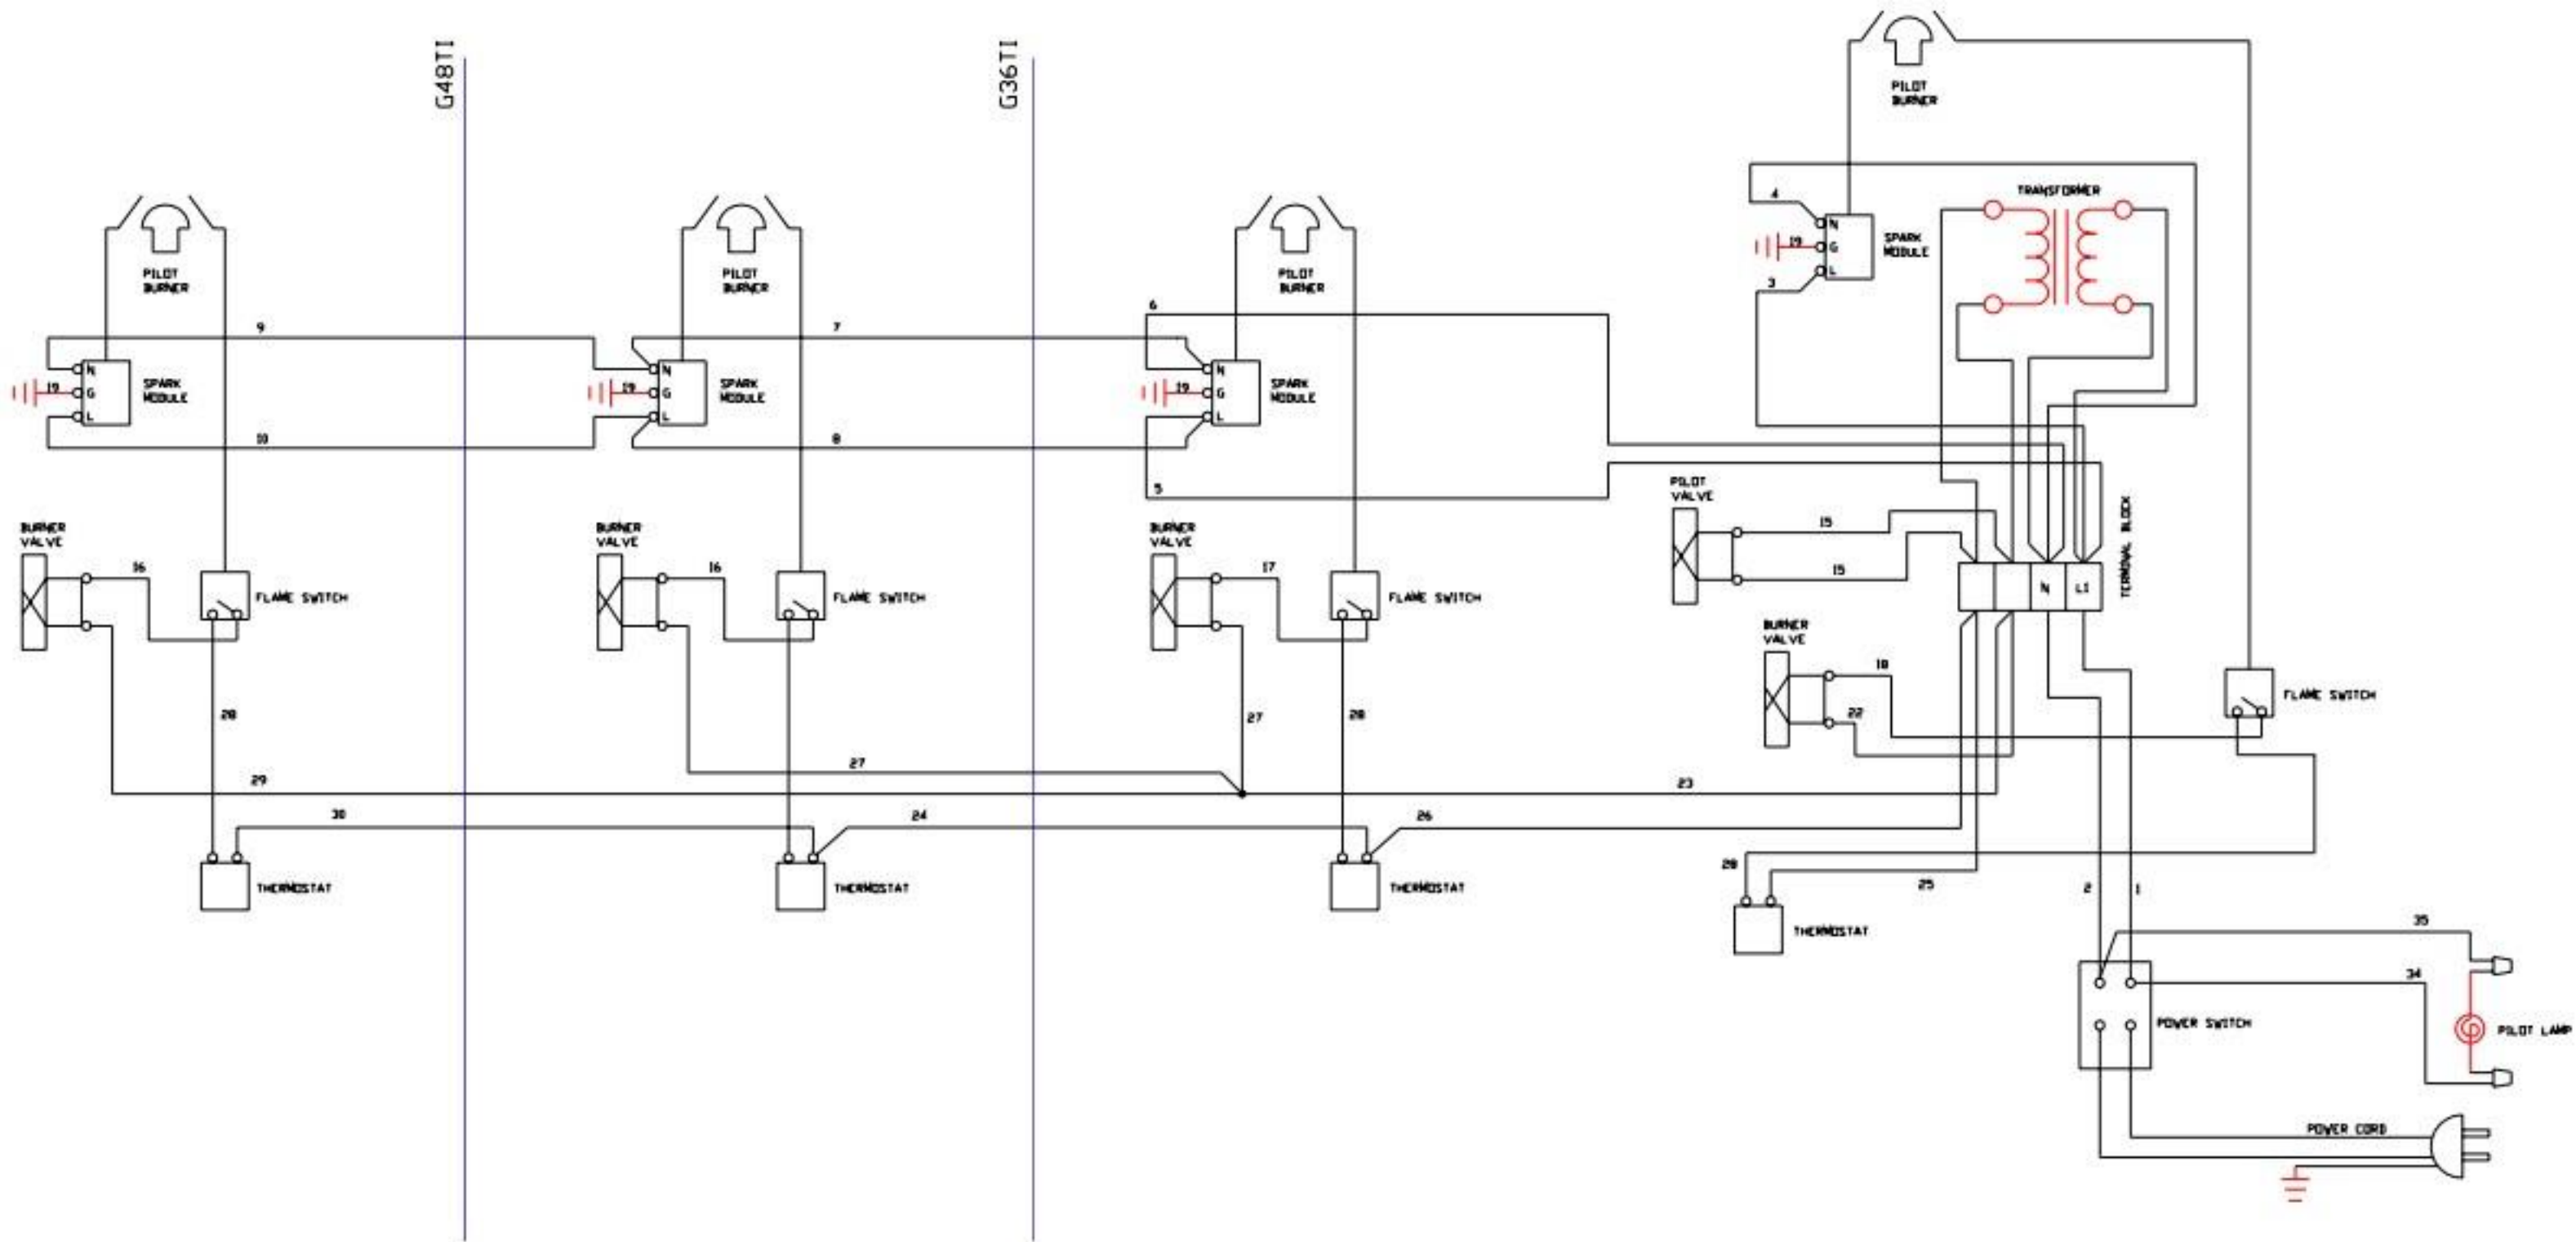 G48TI
G36TI
PILOT
BURNER
4
TRANSFORMER
N
19 G
L
SPARK
MODULE
3
PILOT
BURNER
PILOT
BURNER
PILOT
BURNER
6
9
7
N
19 G
L
SPARK
MODULE
N
19 G
L
SPARK
MODULE
N
19 G
L
SPARK
MODULE
10
8
5
PILOT
VALVE
15
15
TERMINAL BLOCK
N
L1
BURNER
VALVE
16
FLAME SWITCH
BURNER
VALVE
16
FLAME SWITCH
BURNER
VALVE
17
FLAME SWITCH
BURNER
VALVE
18
22
FLAME SWITCH
28
27
28
27
29
23
30
24
26
28
25
2
1
THERMOSTAT
THERMOSTAT
THERMOSTAT
THERMOSTAT
35
34
POWER SWITCH
PILOT LAMP
POWER CORD